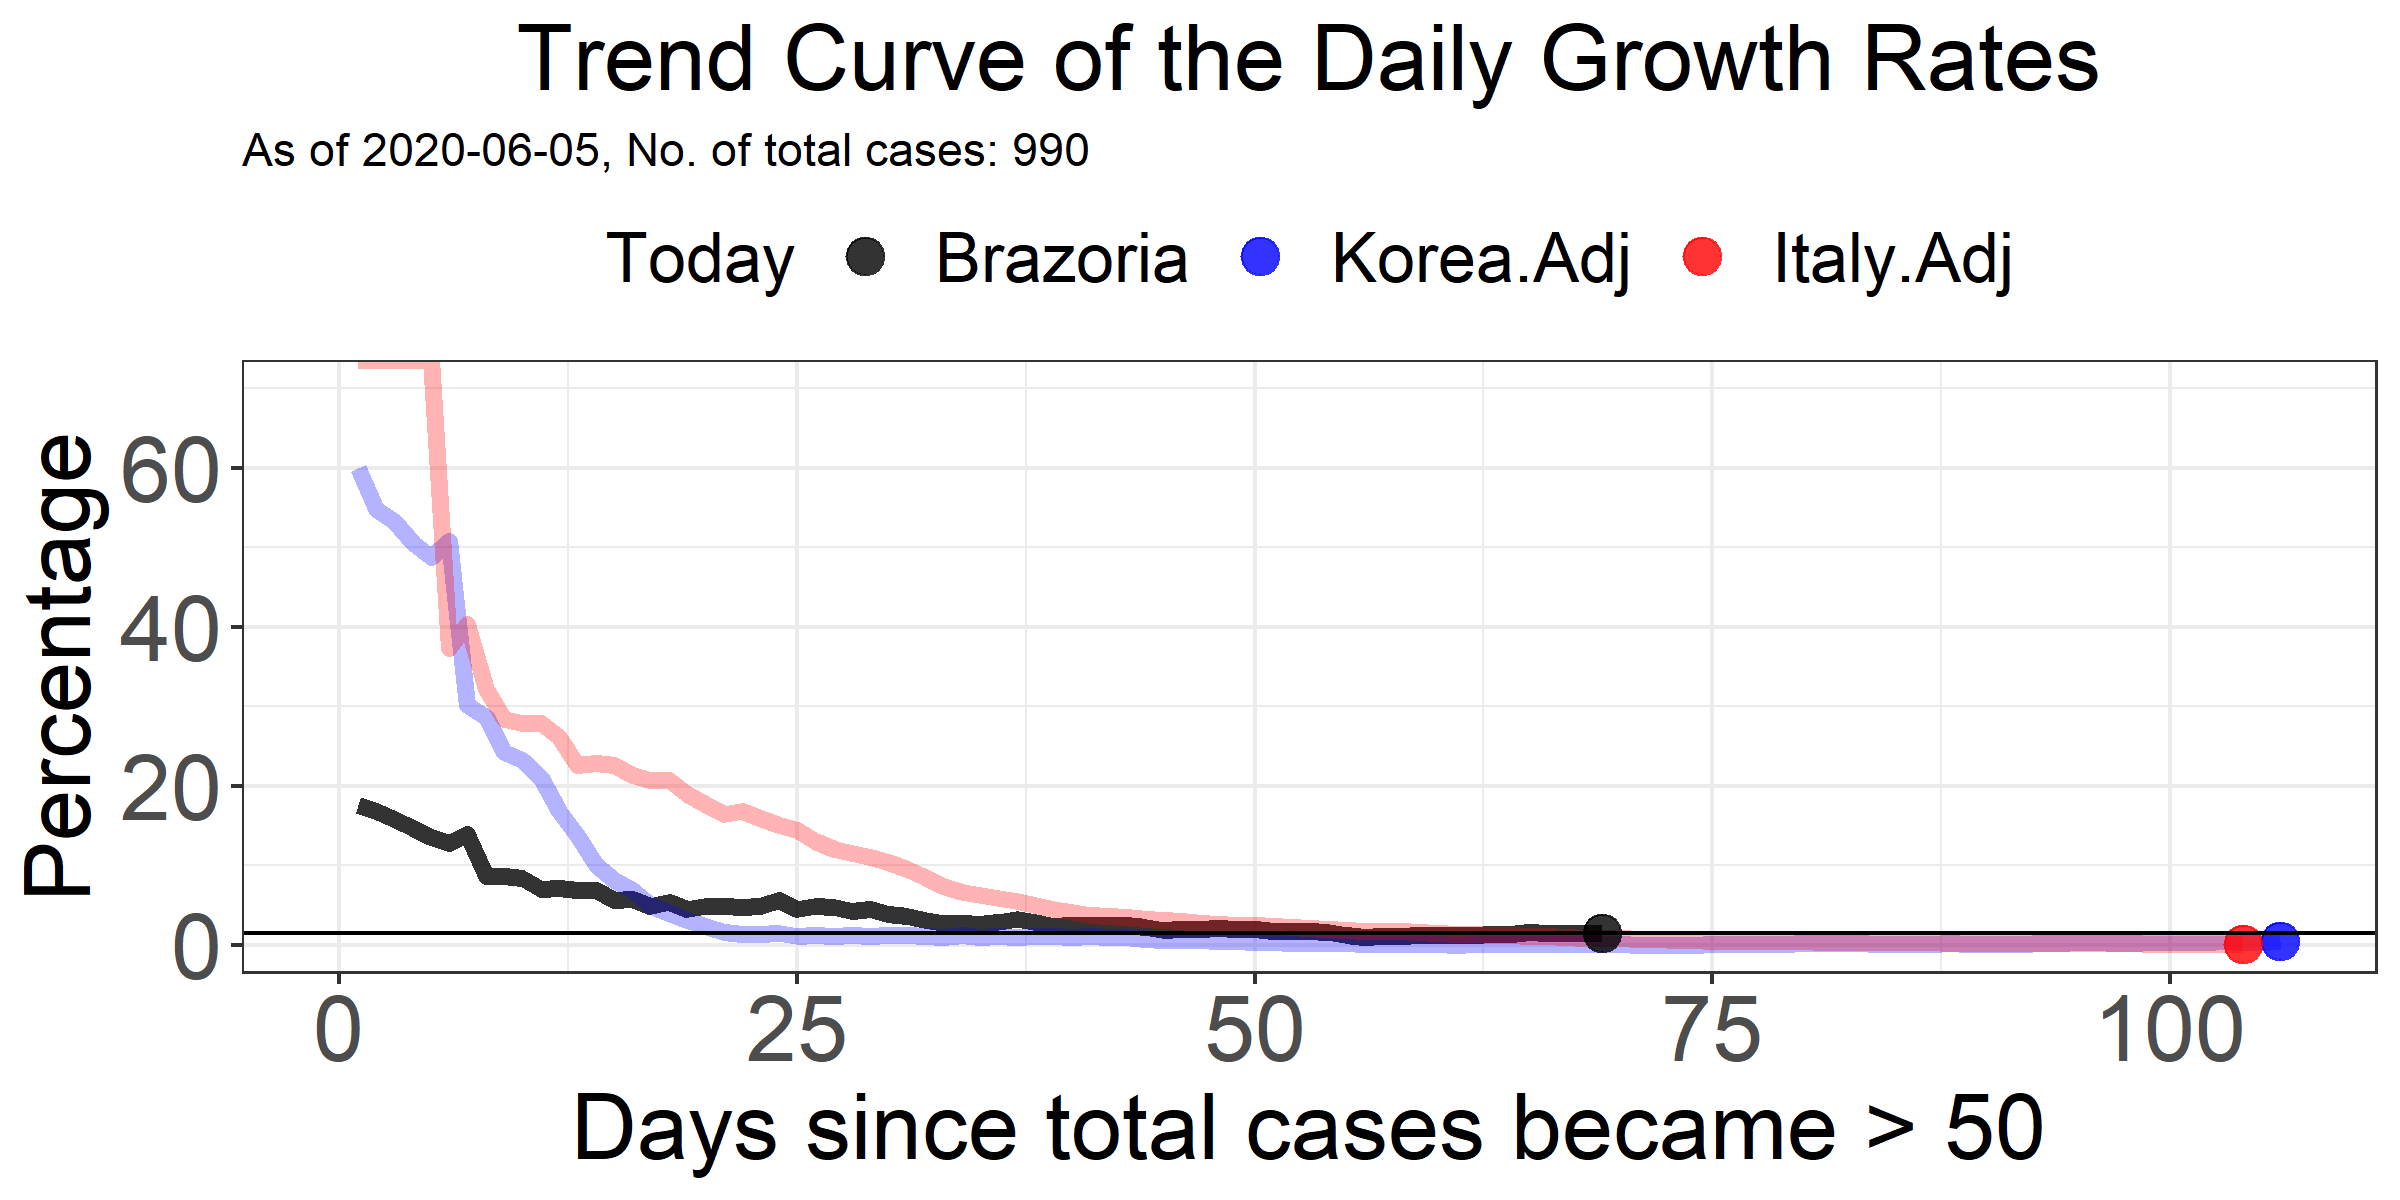 Trend Curve of the Daily Growth Rates
As of 2020-06-05, No. of total cases: 990
Today Brazoria Korea.Adj Italy.Adj
Percentage
60
40
20
0
0 25 50 75 100
Days since total cases became > 50